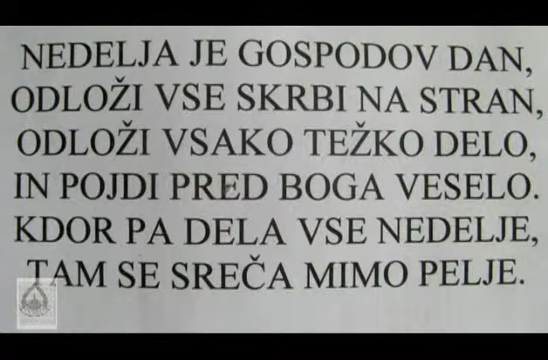 NEDELJA JE GOSPODOV DAN,
ODLOŽI VSE SKRBI NA STRAN,
ODLOŽI VSAKO TEŽKO DELO,
IN POJDI PRED BOGA VESELO.
KDOR PA DELA VSE NEDELJE,
TAM SE SREČA MIMO PELJE.